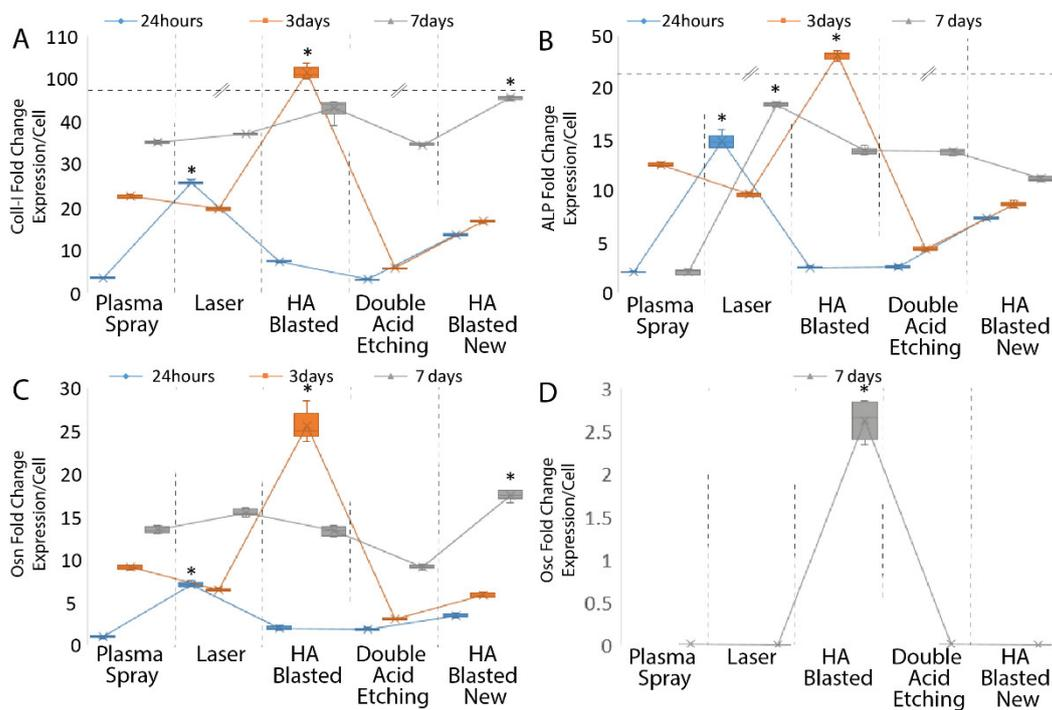 24hours 3days 7days
A
Coll-I Fold Change
Expression/Cell
110
100
40
30
20
10
0
*
*
*
Plasma
Spray
Laser
HA
Blasted
Double
Acid
Etching
HA
Blasted
New
24hours 3days 7 days
B
ALP Fold Change
Expression/Cell
50
20
15
10
5
0
*
*
*
Plasma
Spray
Laser
HA
Blasted
Double
Acid
Etching
HA
Blasted
New
24hours 3days 7 days
C
Osn Fold Change
Expression/Cell
30
25
20
15
10
5
0
*
*
*
Plasma
Spray
Laser
HA
Blasted
Double
Acid
Etching
HA
Blasted
New
7 days
D
Osc Fold Change
Expression/Cell
3
2.5
2
1.5
1
0.5
0
*
Plasma
Spray
Laser
HA
Blasted
Double
Acid
Etching
HA
Blasted
New